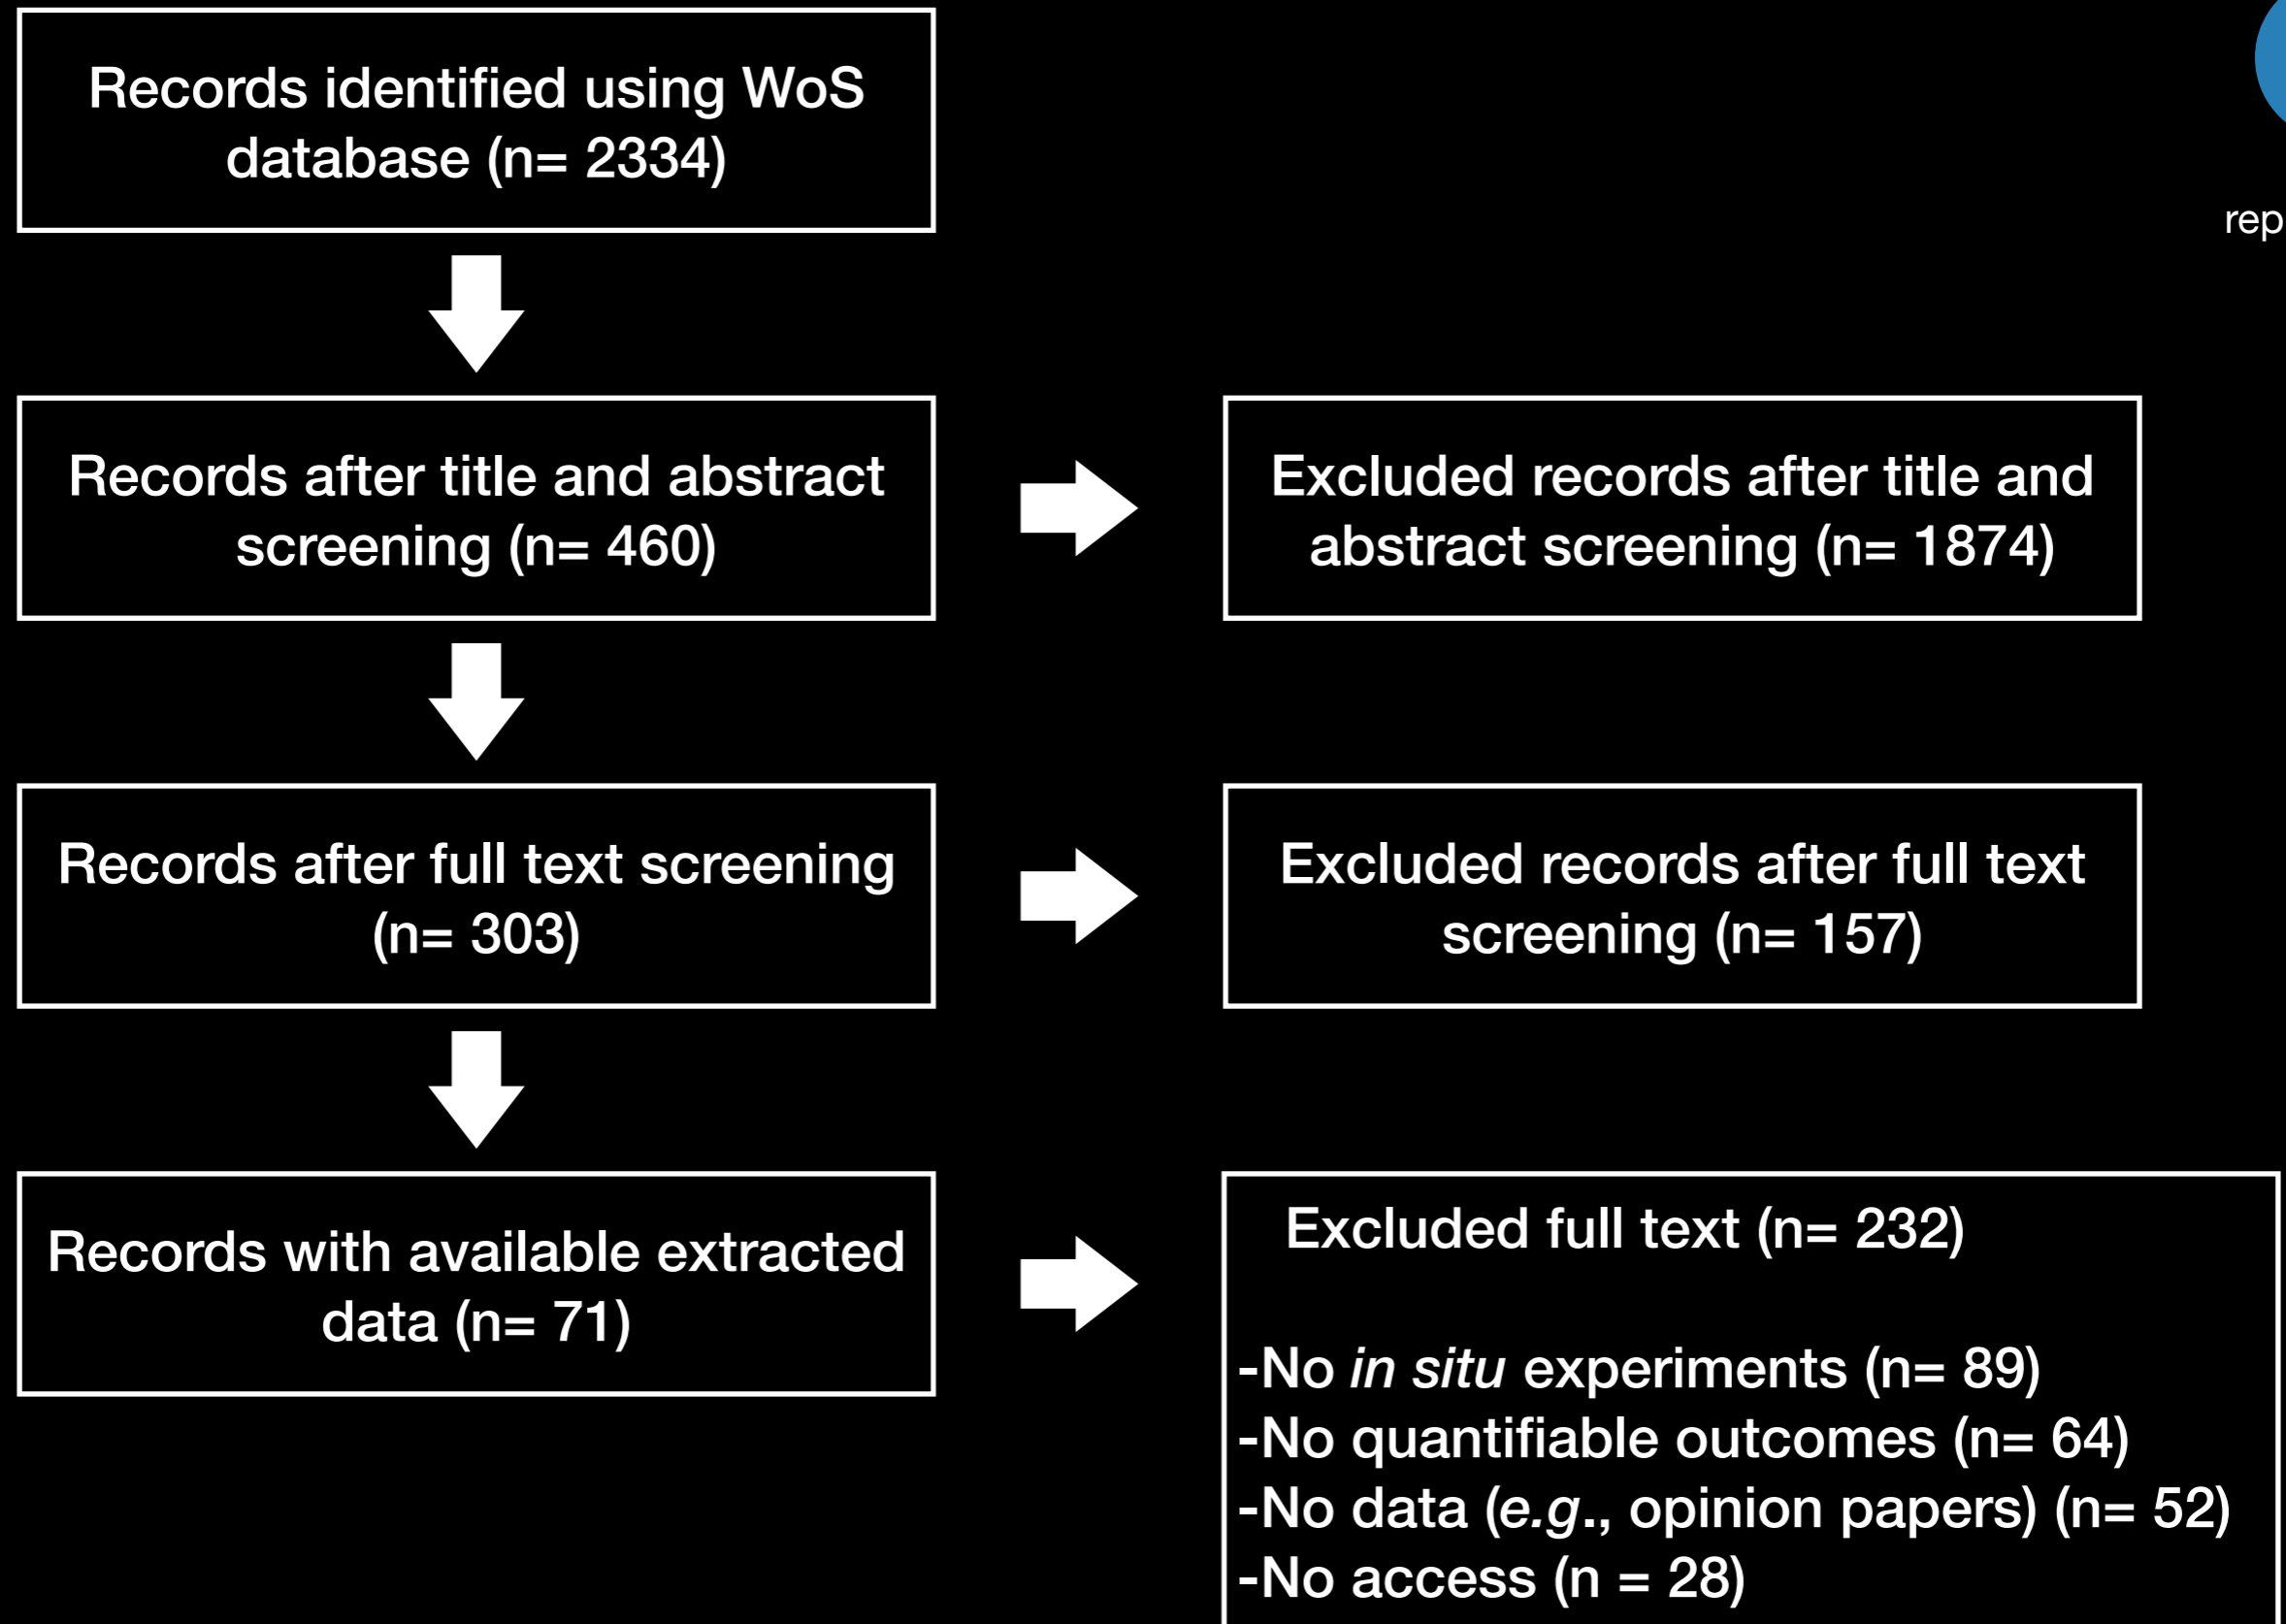 Records identified using WoS
database (n= 2334)
rep
Records after title and abstract
screening (n= 460)
Excluded records after title and
abstract screening (n= 1874)
Records after full text screening
(n= 303)
Excluded records after full text
screening (n= 157)
Records with available extracted
data (n= 71)
Excluded full text (n= 232)
-No in situ experiments (n= 89)
-No quantifiable outcomes (n= 64)
-No data (e.g., opinion papers) (n= 52)
-No access (n = 28)